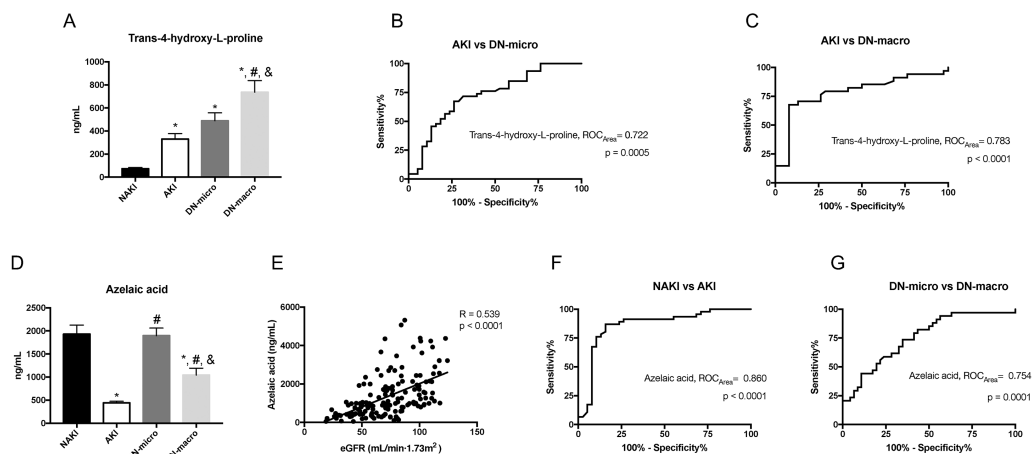 A
Trans-4-hydroxy-L-proline
1000
800
600
400
200
0
ng/mL
*
*
*, #, &
NAKI
AKI
DN-micro
DN-macro
B
AKI vs DN-micro
100
75
50
25
0
Sensitivity%
Trans-4-hydroxy-L-proline, ROCArea= 0.722
p = 0.0005
0 25 50 75 100
100% - Specificity%
C
AKI vs DN-macro
100
75
50
25
0
Sensitivity%
Trans-4-hydroxy-L-proline, ROCArea= 0.783
p < 0.0001
0 25 50 75 100
100% - Specificity%
D
Azelaic acid
2500
2000
1500
1000
500
0
ng/mL
*
#
*, #, &
NAKI
AKI
DN-micro
DN-macro
E
6000
4000
2000
0
Azelaic acid (ng/mL)
R = 0.539
p < 0.0001
0 50 100 150
eGFR (mL/min·1.73m²)
F
NAKI vs AKI
100
75
50
25
0
Sensitivity%
Azelaic acid, ROCArea= 0.860
p < 0.0001
0 25 50 75 100
100% - Specificity%
G
DN-micro vs DN-macro
100
75
50
25
0
Sensitivity%
Azelaic acid, ROCArea= 0.754
p = 0.0001
0 25 50 75 100
100% - Specificity%